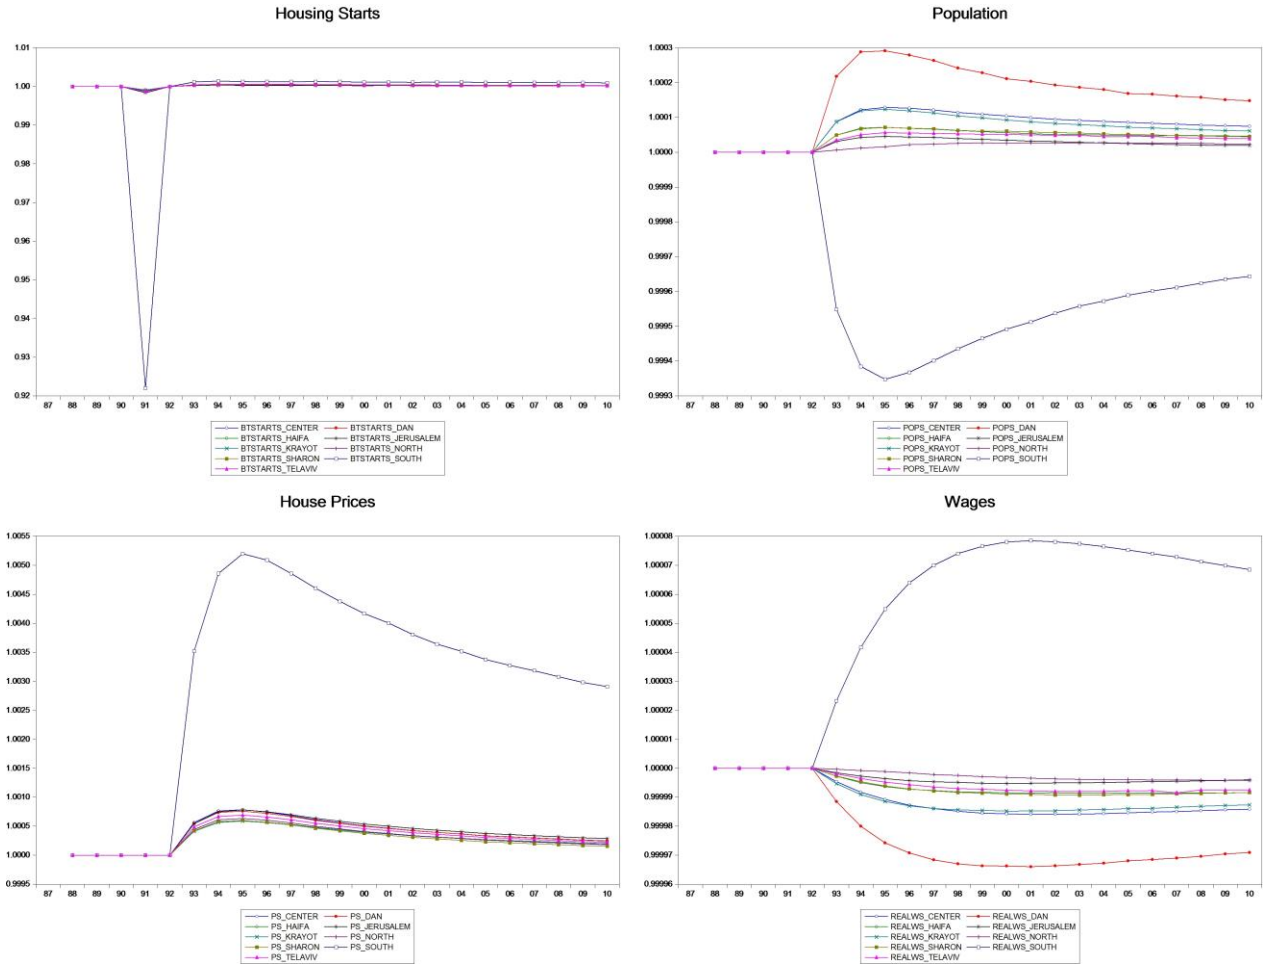 Housing Starts
1.01
1.00
0.99
0.98
0.97
0.96
0.95
0.94
0.93
0.92
87 88 89 90 91 92 93 94 95 96 97 98 99 00 01 02 03 04 05 06 07 08 09 10
BTSTARTS_CENTER BTSTARTS_DAN
BTSTARTS_HAIFA BTSTARTS_JERUSALEM
BTSTARTS_KRAYOT BTSTARTS_NORTH
BTSTARTS_SHARON BTSTARTS_SOUTH
BTSTARTS_TELAVIV
Population
1.0003
1.0002
1.0001
1.0000
0.9999
0.9998
0.9997
0.9996
0.9995
0.9994
0.9993
87 88 89 90 91 92 93 94 95 96 97 98 99 00 01 02 03 04 05 06 07 08 09 10
POPS_CENTER POPS_DAN
POPS_HAIFA POPS_JERUSALEM
POPS_KRAYOT POPS_NORTH
POPS_SHARON POPS_SOUTH
POPS_TELAVIV
House Prices
1.0055
1.0050
1.0045
1.0040
1.0035
1.0030
1.0025
1.0020
1.0015
1.0010
1.0005
1.0000
0.9995
87 88 89 90 91 92 93 94 95 96 97 98 99 00 01 02 03 04 05 06 07 08 09 10
PS_CENTER PS_DAN
PS_HAIFA PS_JERUSALEM
PS_KRAYOT PS_NORTH
PS_SHARON PS_SOUTH
PS_TELAVIV
Wages
1.00008
1.00007
1.00006
1.00005
1.00004
1.00003
1.00002
1.00001
1.00000
0.99999
0.99998
0.99997
0.99996
87 88 89 90 91 92 93 94 95 96 97 98 99 00 01 02 03 04 05 06 07 08 09 10
REALWS_CENTER REALWS_DAN
REALWS_HAIFA REALWS_JERUSALEM
REALWS_KRAYOT REALWS_NORTH
REALWS_SHARON REALWS_SOUTH
REALWS_TELAVIV